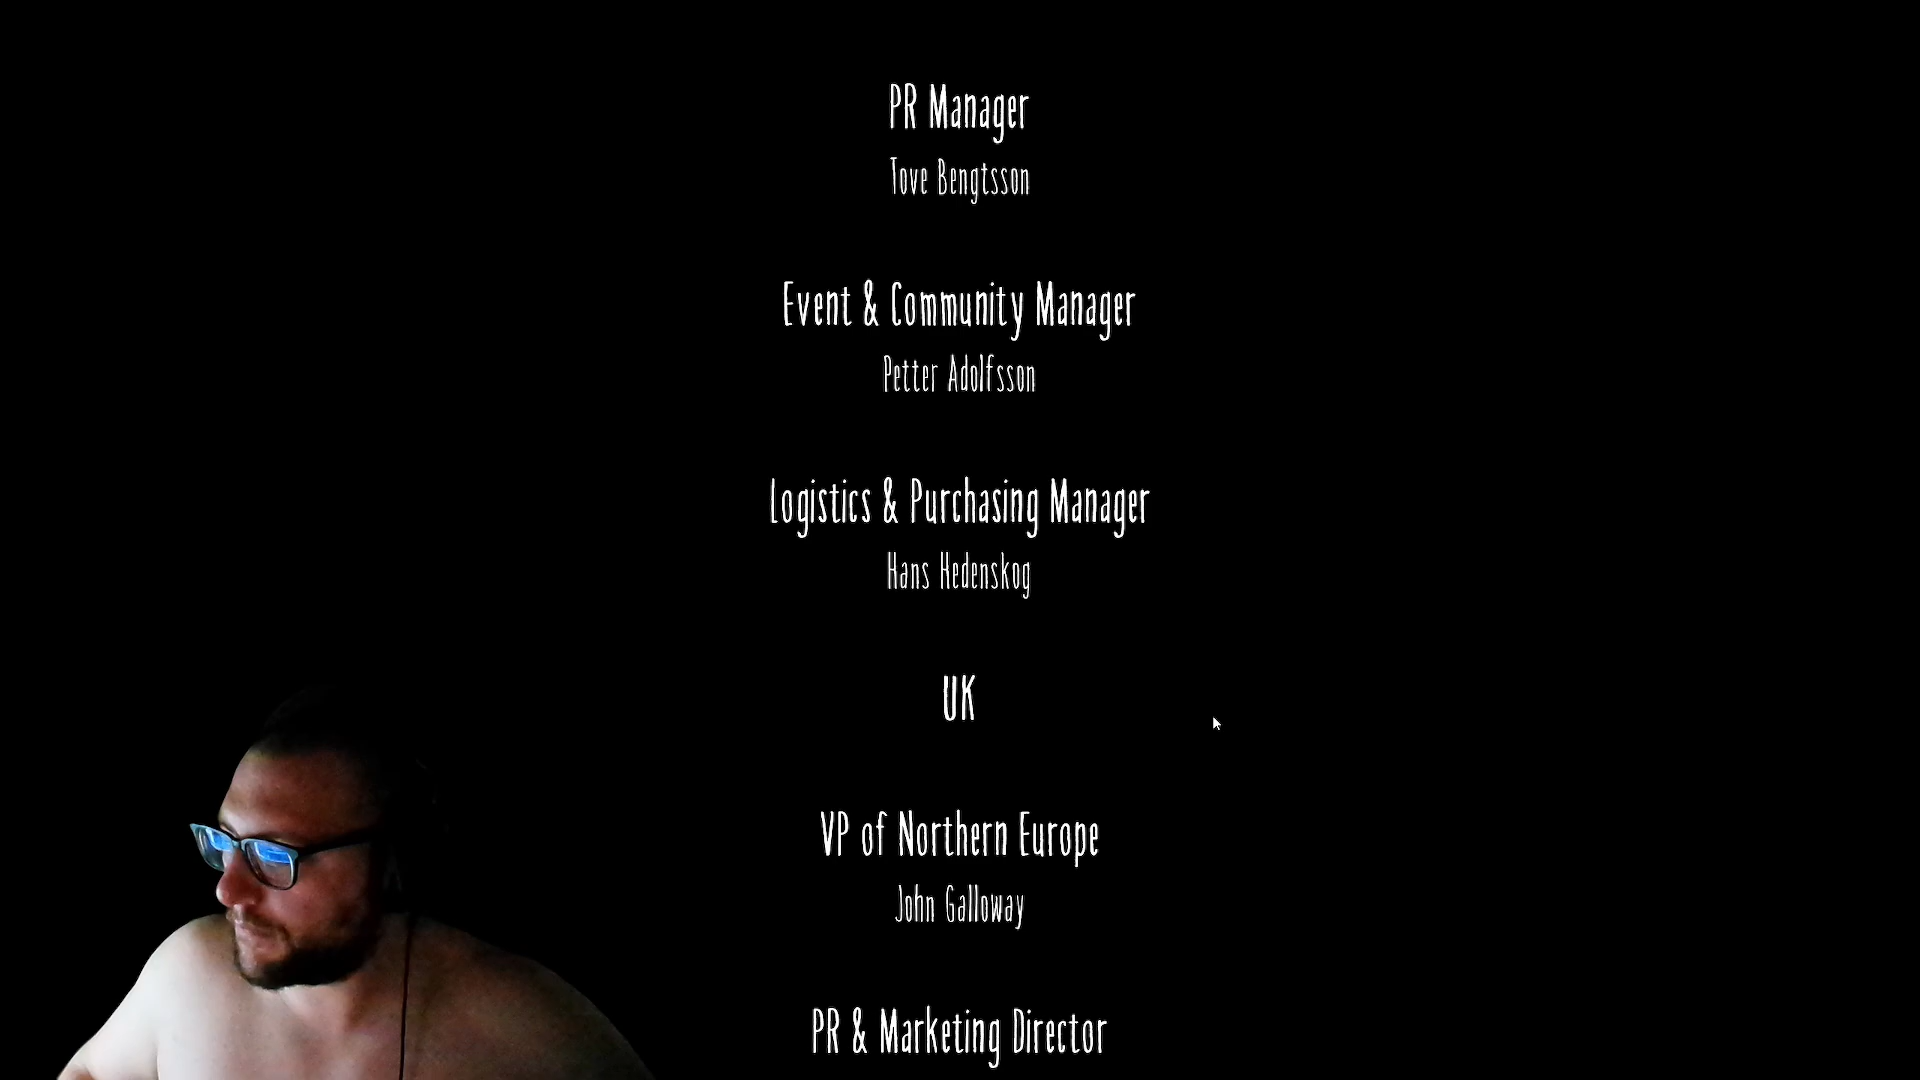 PR Manager
Tove Bengtsson
Event & Community Manager
Petter Adolfsson
Logistics & Purchasing Manager
Hans Hedenskog
UK
VP of Northern Europe
John Galloway
PR & Marketing Director